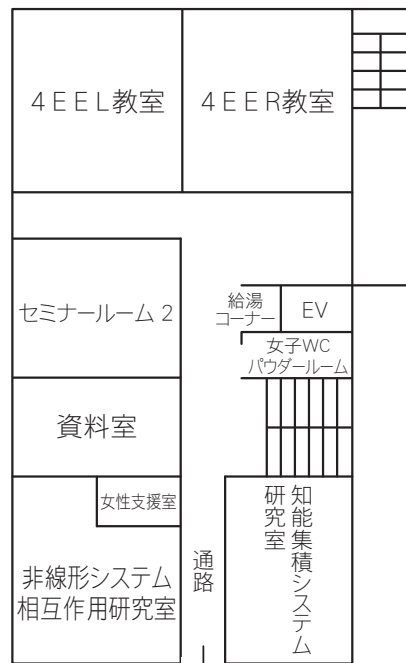 4EEL教室
4EER教室
セミナールーム 2
給湯
コーナー
EV
女子WC
パウダールーム
資料室
女性支援室
非線形システム
相互作用研究室
通路
知能集積システム
研究室